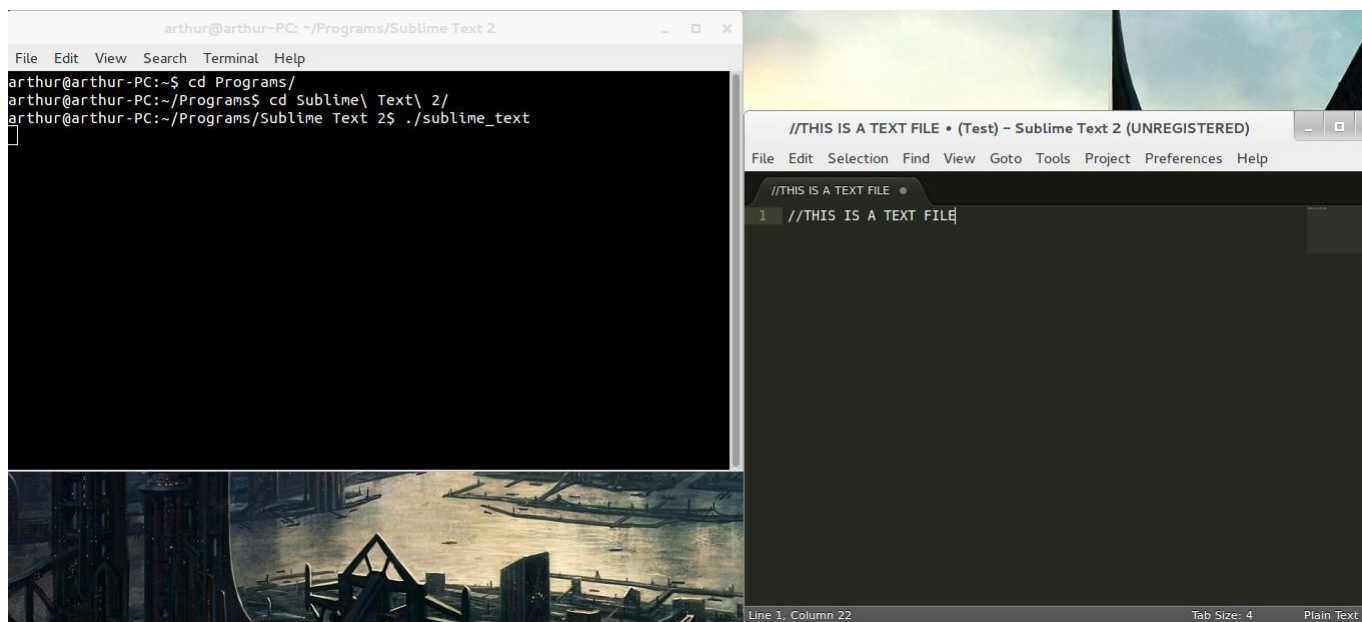 arthur@arthur-PC: ~/Programs/Sublime Text 2
File Edit View Search Terminal Help
arthur@arthur-PC:~$ cd Programs/
arthur@arthur-PC:~/Programs$ cd Sublime\ Text\ 2/
arthur@arthur-PC:~/Programs/Sublime Text 2$ ./sublime_text
//THIS IS A TEXT FILE • (Test) – Sublime Text 2 (UNREGISTERED)
File Edit Selection Find View Goto Tools Project Preferences Help
//THIS IS A TEXT FILE
1 //THIS IS A TEXT FILE
Line 1, Column 22 Tab Size: 4 Plain Text